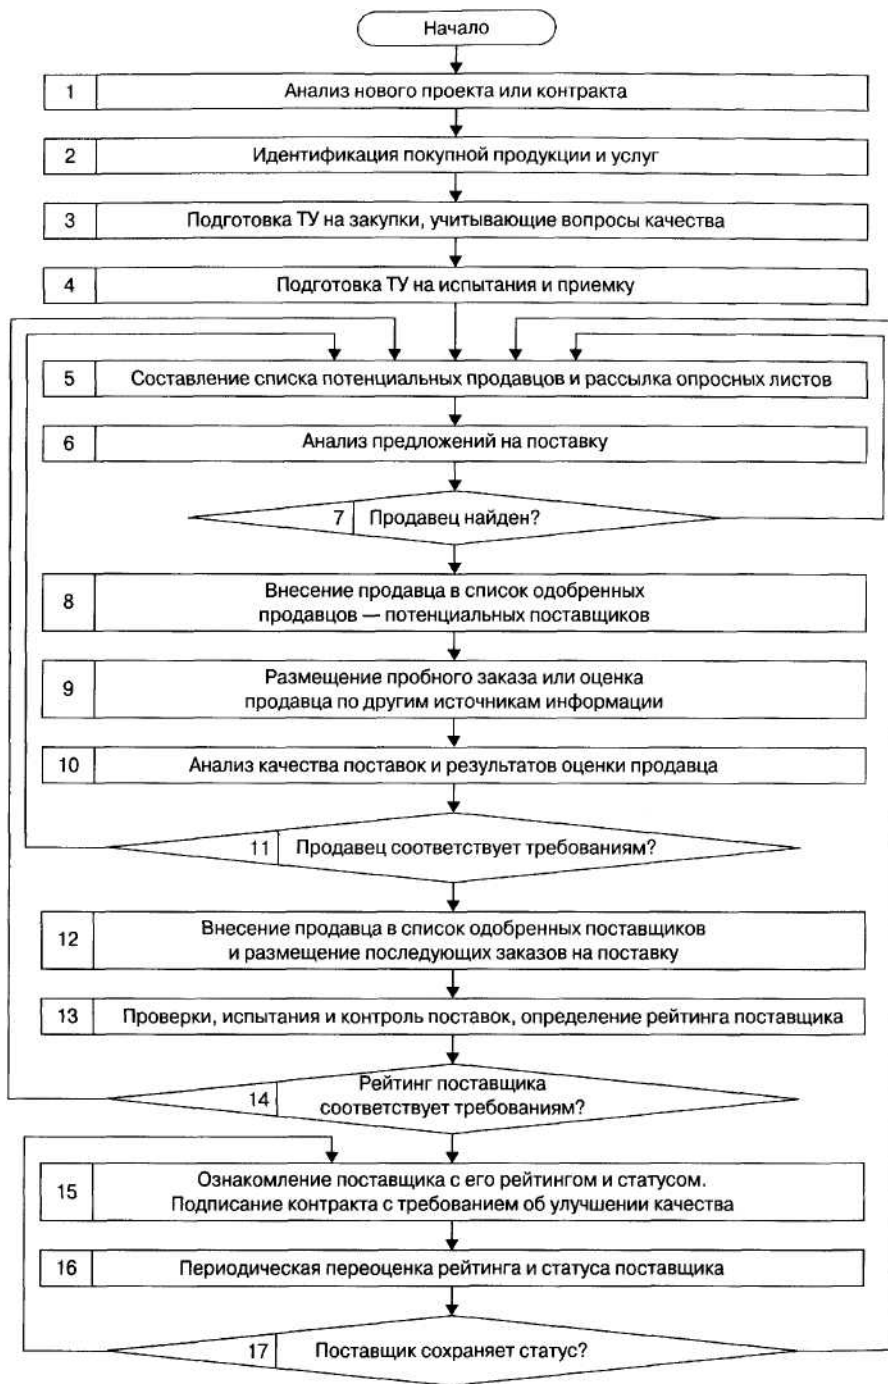 Начало
1 Анализ нового проекта или контракта
2 Идентификация покупной продукции и услуг
3 Подготовка ТУ на закупки, учитывающие вопросы качества
4 Подготовка ТУ на испытания и приемку
5 Составление списка потенциальных продавцов и рассылка опросных листов
6 Анализ предложений на поставку
7 Продавец найден?
8 Внесение продавца в список одобренных
продавцов — потенциальных поставщиков
9 Размещение пробного заказа или оценка
продавца по другим источникам информации
10 Анализ качества поставок и результатов оценки продавца
11 Продавец соответствует требованиям?
12 Внесение продавца в список одобренных поставщиков
и размещение последующих заказов на поставку
13 Проверки, испытания и контроль поставок, определение рейтинга поставщика
14 Рейтинг поставщика
соответствует требованиям?
15 Ознакомление поставщика с его рейтингом и статусом.
Подписание контракта с требованием об улучшении качества
16 Периодическая переоценка рейтинга и статуса поставщика
17 Поставщик сохраняет статус?